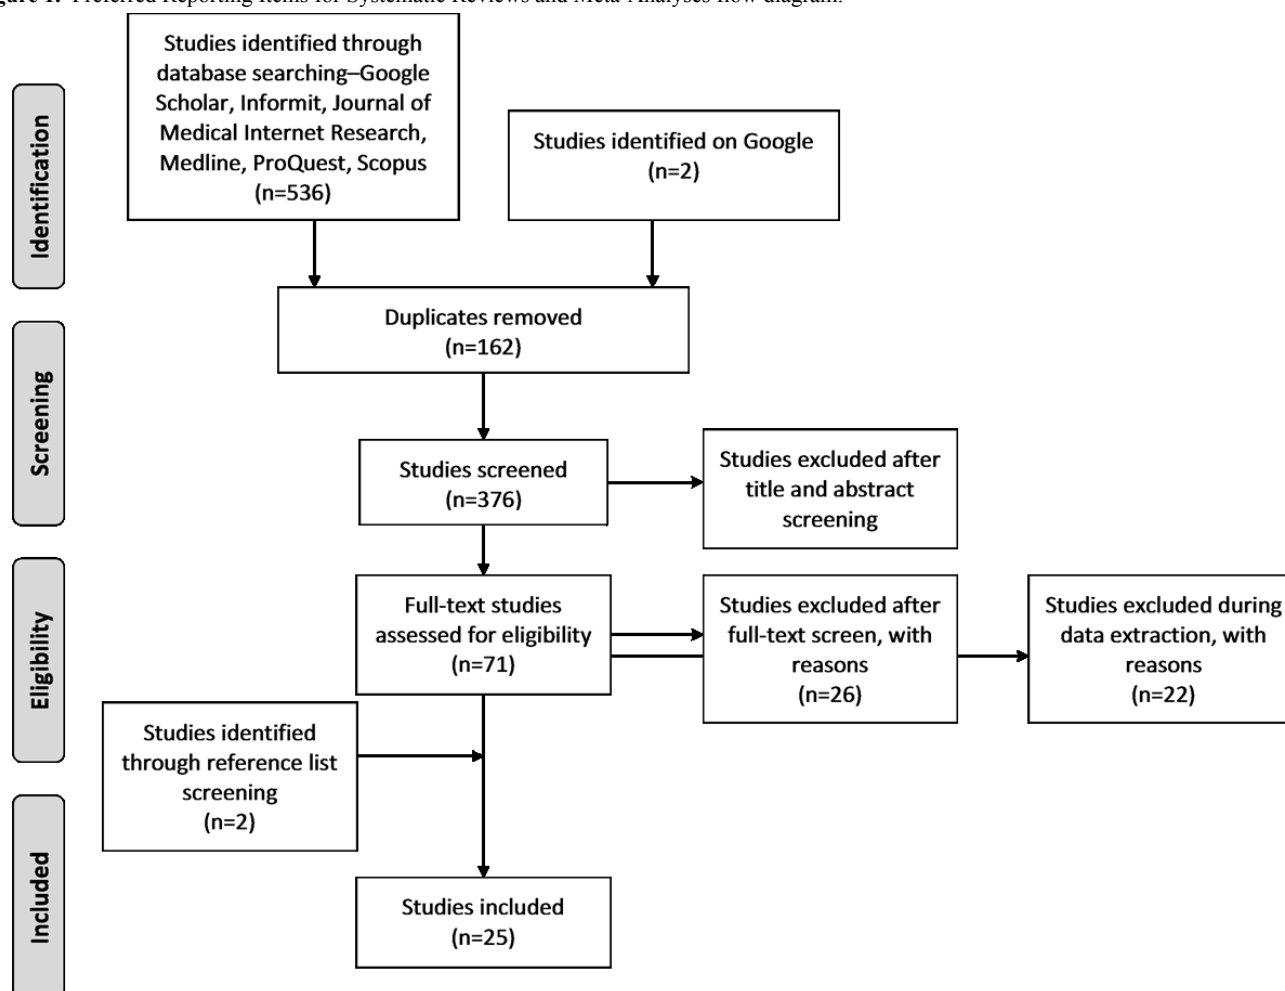 Figure 1. Preferred Reporting Items for Systematic Reviews and Meta-Analyses flow diagram.
Studies identified through
database searching–Google
Scholar, Informit, Journal of
Medical Internet Research,
Medline, ProQuest, Scopus
(n=536)
Studies identified on Google
(n=2)
Identification
Duplicates removed
(n=162)
Screening
Studies screened
(n=376)
Studies excluded after
title and abstract
screening
Eligibility
Full-text studies
assessed for eligibility
(n=71)
Studies excluded after
full-text screen, with
reasons
(n=26)
Studies excluded during
data extraction, with
reasons
(n=22)
Studies identified
through reference list
screening
(n=2)
Included
Studies included
(n=25)